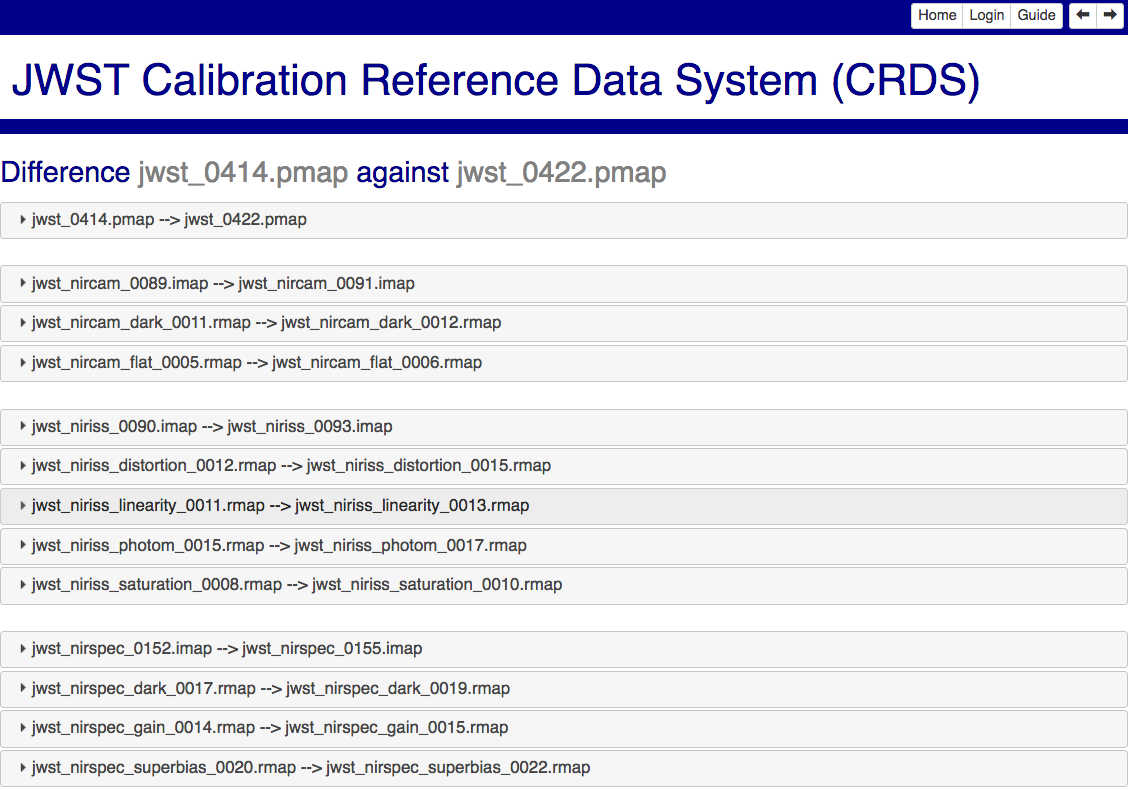 Home Login Guide
JWST Calibration Reference Data System (CRDS)
Difference jwst_0414.pmap against jwst_0422.pmap
jwst_0414.pmap --> jwst_0422.pmap
jwst_nircam_0089.imap --> jwst_nircam_0091.imap
jwst_nircam_dark_0011.rmap --> jwst_nircam_dark_0012.rmap
jwst_nircam_flat_0005.rmap --> jwst_nircam_flat_0006.rmap
jwst_niriss_0090.imap --> jwst_niriss_0093.imap
jwst_niriss_distortion_0012.rmap --> jwst_niriss_distortion_0015.rmap
jwst_niriss_linearity_0011.rmap --> jwst_niriss_linearity_0013.rmap
jwst_niriss_photom_0015.rmap --> jwst_niriss_photom_0017.rmap
jwst_niriss_saturation_0008.rmap --> jwst_niriss_saturation_0010.rmap
jwst_nirspec_0152.imap --> jwst_nirspec_0155.imap
jwst_nirspec_dark_0017.rmap --> jwst_nirspec_dark_0019.rmap
jwst_nirspec_gain_0014.rmap --> jwst_nirspec_gain_0015.rmap
jwst_nirspec_superbias_0020.rmap --> jwst_nirspec_superbias_0022.rmap